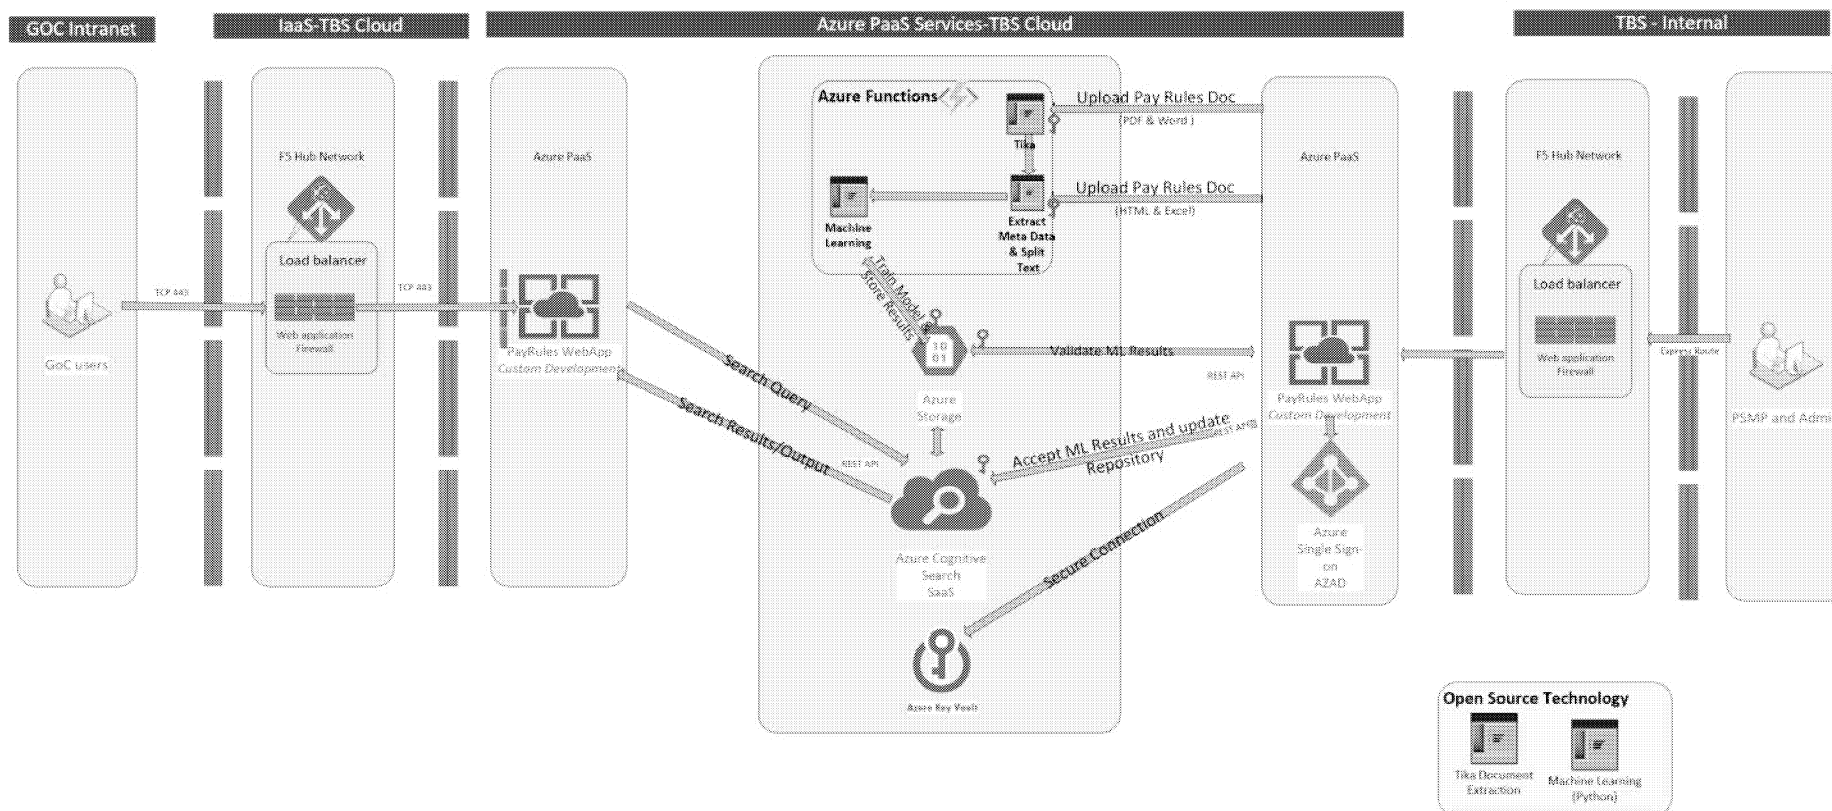 GOC Intranet
IaaS-TBS Cloud
Azure PaaS Services-TBS Cloud
TBS - Internal
GoC users
TCP 443
F5 Hub Network
Load balancer
Web application
Firewall
TCP 443
Azure PaaS
PayRules WebApp
Custom Development
Search Query
Search Results/Output
REST API
Azure Functions
Tika
Extract
Meta Data
& Split
Text
Machine
Learning
Train Model &
Store Results
10
01
Azure
Storage
Azure Cognitive
Search
SaaS
Azure Key Vault
Upload Pay Rules Doc
(PDF & Word )
Upload Pay Rules Doc
(HTML & Excel)
Validate ML Results
REST API
Accept ML Results and update
Repository
REST API
Secure Connection
Azure PaaS
PayRules WebApp
Custom Development
Azure
Single Sign-
on
AZAD
F5 Hub Network
Load balancer
Web application
Firewall
Express Route
PSMP and Admi
Open Source Technology
Tika Document
Extraction
Machine Learning
(Python)